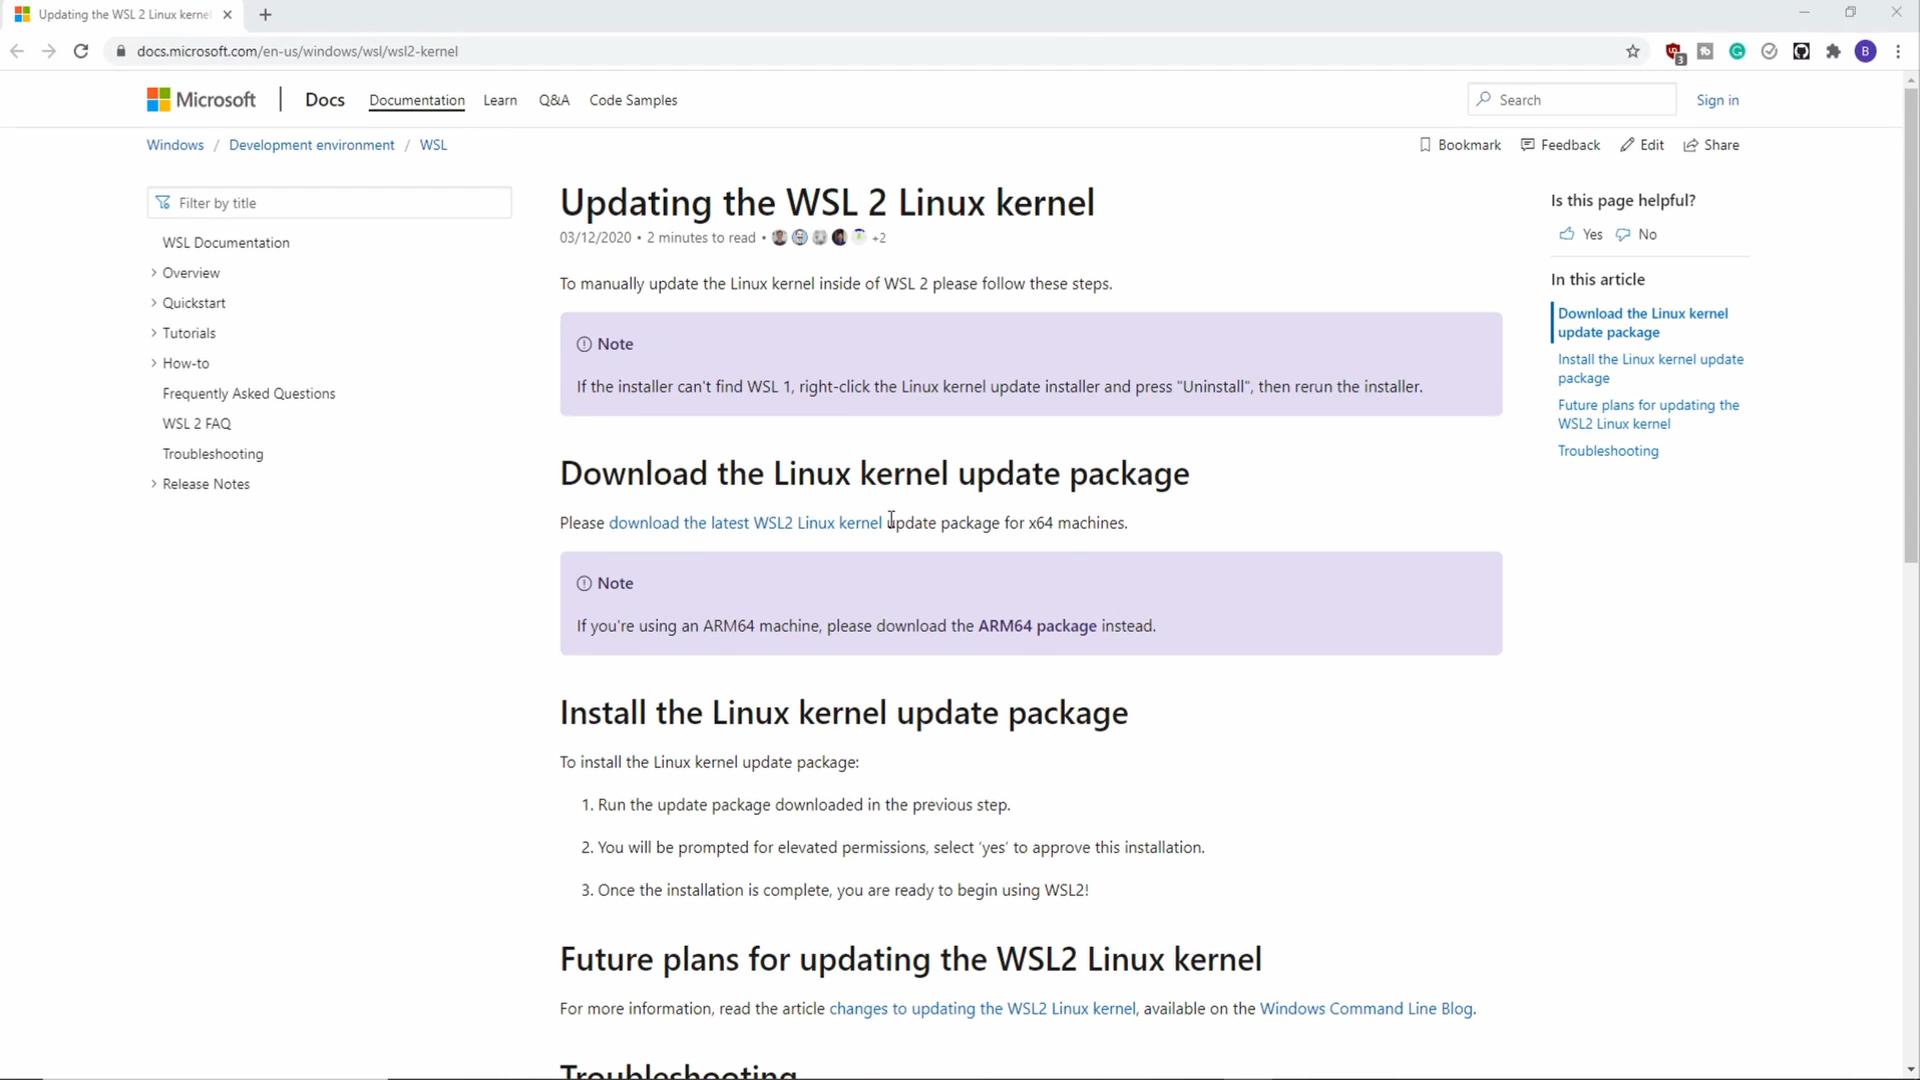 Updating the WSL 2 Linux kernel
docs.microsoft.com/en-us/windows/wsl/wsl2-kernel
3
B
Microsoft
Docs
Documentation
Learn
Q&A
Code Samples
Search
Sign in
Windows / Development environment / WSL
Bookmark
Feedback
Edit
Share
Filter by title
WSL Documentation
Overview
Quickstart
Tutorials
How-to
Frequently Asked Questions
WSL 2 FAQ
Troubleshooting
Release Notes
Updating the WSL 2 Linux kernel
03/12/2020 • 2 minutes to read • +2
To manually update the Linux kernel inside of WSL 2 please follow these steps.
Note
If the installer can't find WSL 1, right-click the Linux kernel update installer and press "Uninstall", then rerun the installer.
Download the Linux kernel update package
Please download the latest WSL2 Linux kernel update package for x64 machines.
Note
If you're using an ARM64 machine, please download the ARM64 package instead.
Install the Linux kernel update package
To install the Linux kernel update package:
1. Run the update package downloaded in the previous step.
2. You will be prompted for elevated permissions, select 'yes' to approve this installation.
3. Once the installation is complete, you are ready to begin using WSL2!
Future plans for updating the WSL2 Linux kernel
For more information, read the article changes to updating the WSL2 Linux kernel, available on the Windows Command Line Blog.
Troubleshooting
Is this page helpful?
Yes
No
In this article
Download the Linux kernel
update package
Install the Linux kernel update
package
Future plans for updating the
WSL2 Linux kernel
Troubleshooting